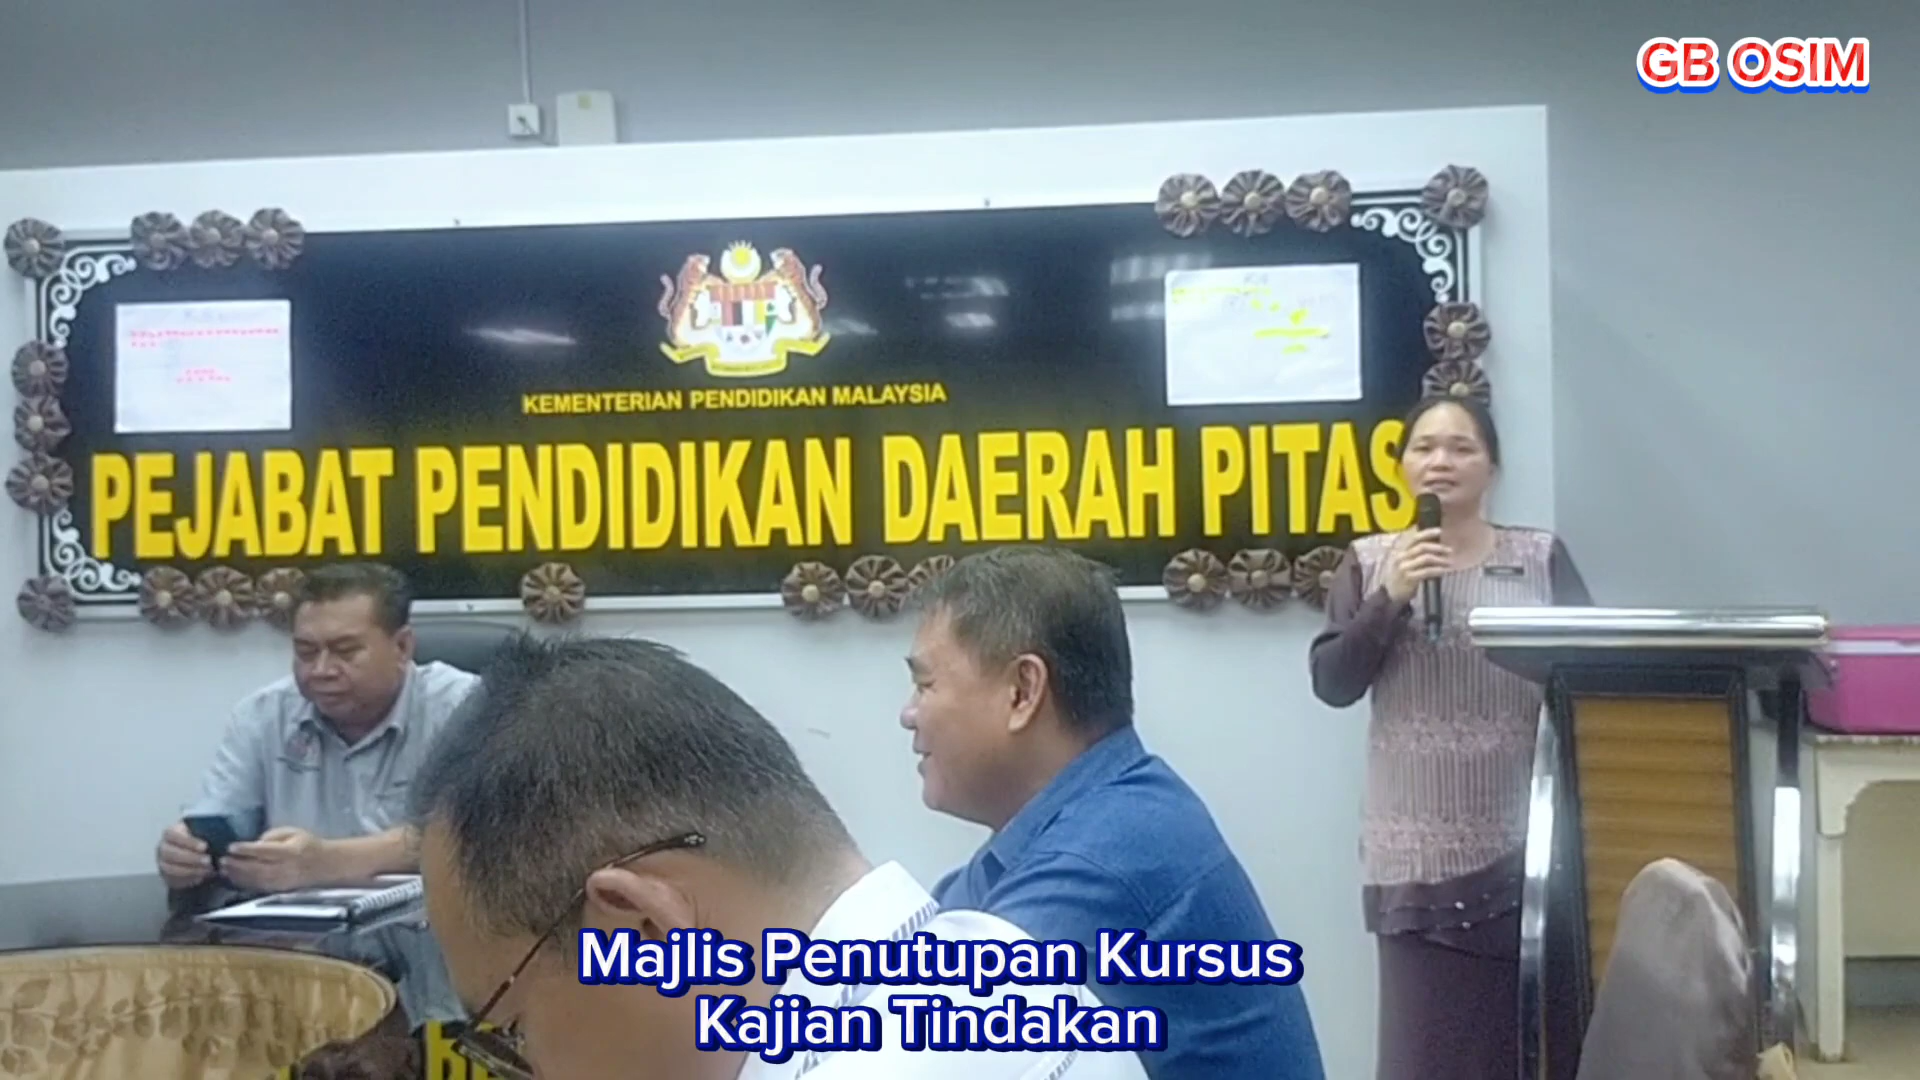 GB OSIM
KEMENTERIAN PENDIDIKAN MALAYSIA
PEJABAT PENDIDIKAN DAERAH PITAS
Majlis Penutupan Kursus
Kajian Tindakan